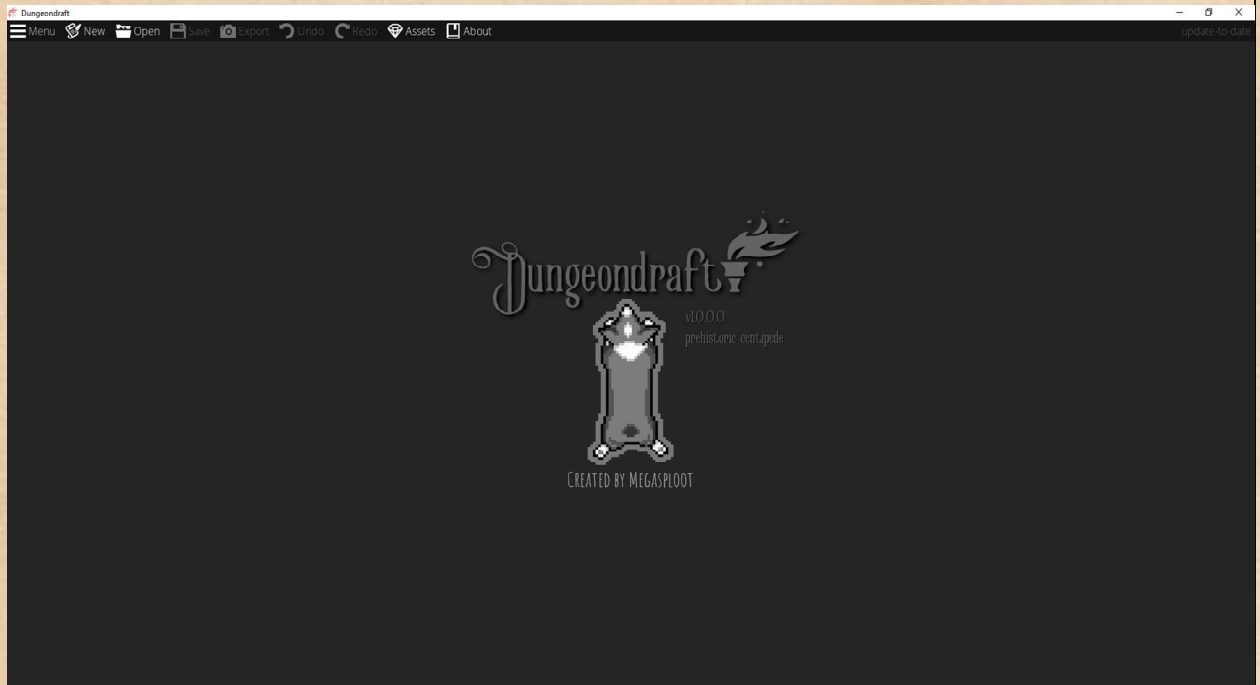 Dungeondraft
Menu New Open Save Export Undo Redo Assets About update-to-date
Dungeondraft
v1.0.0.0
prehistoric centipede
Created by Megasploot